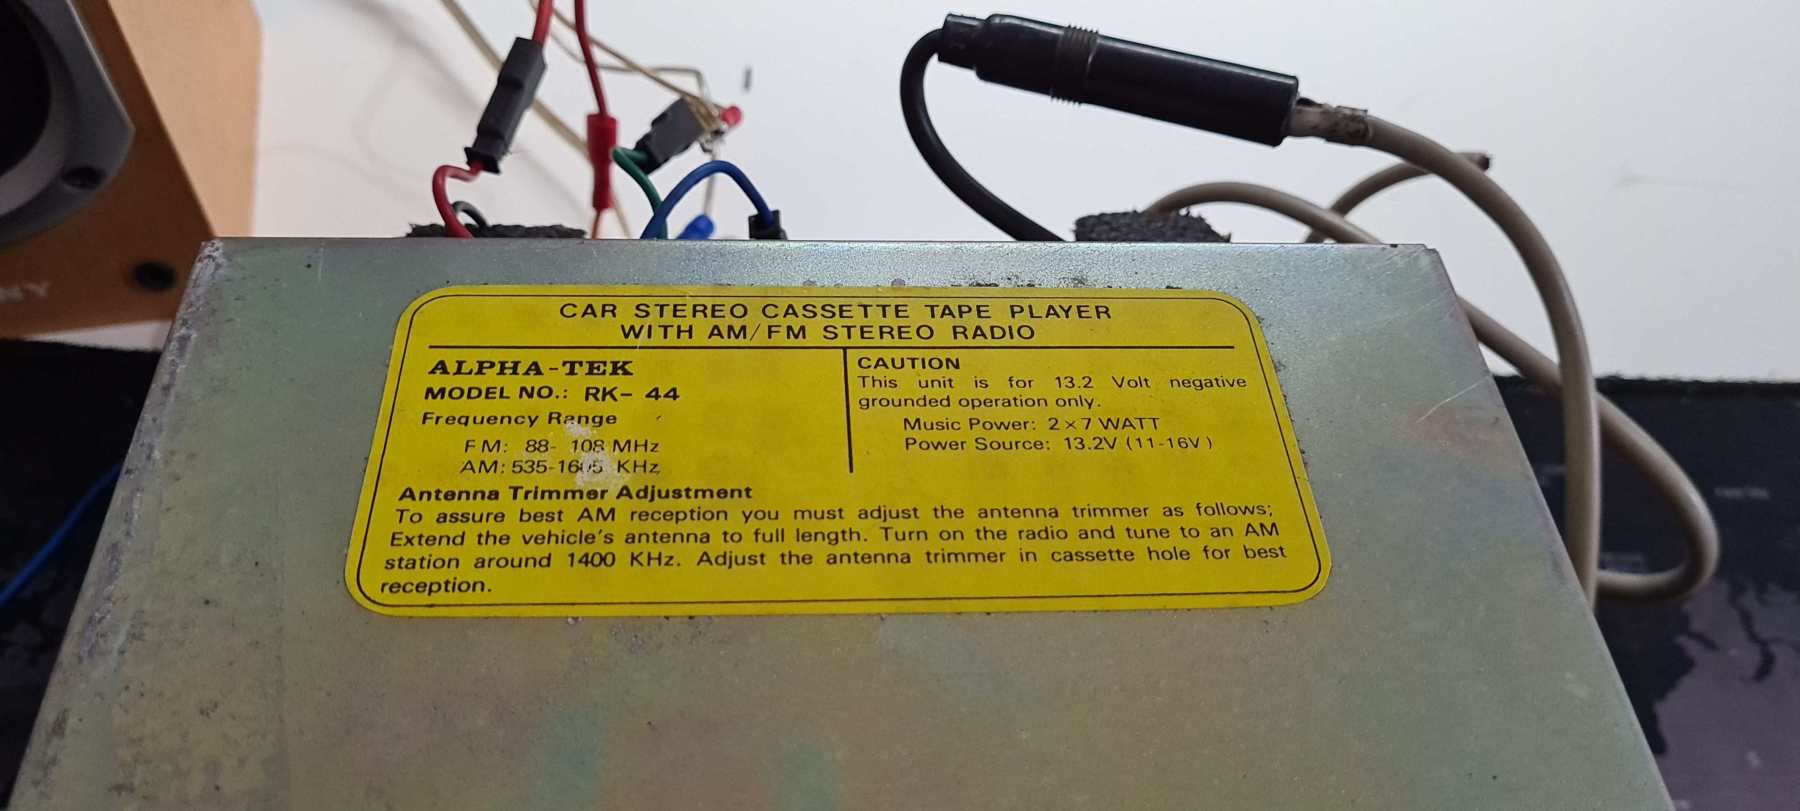 CAR STEREO CASSETTE TAPE PLAYER
WITH AM/FM STEREO RADIO
ALPHA-TEK
MODEL NO.: RK- 44
Frequency Range
FM: 88- 108 MHz
AM: 535-1605 KHz
CAUTION
This unit is for 13.2 Volt negative
grounded operation only.
Music Power: 2×7 WATT
Power Source: 13.2V (11-16V)
Antenna Trimmer Adjustment
To assure best AM reception you must adjust the antenna trimmer as follows;
Extend the vehicle's antenna to full length. Turn on the radio and tune to an AM
station around 1400 KHz. Adjust the antenna trimmer in cassette hole for best
reception.